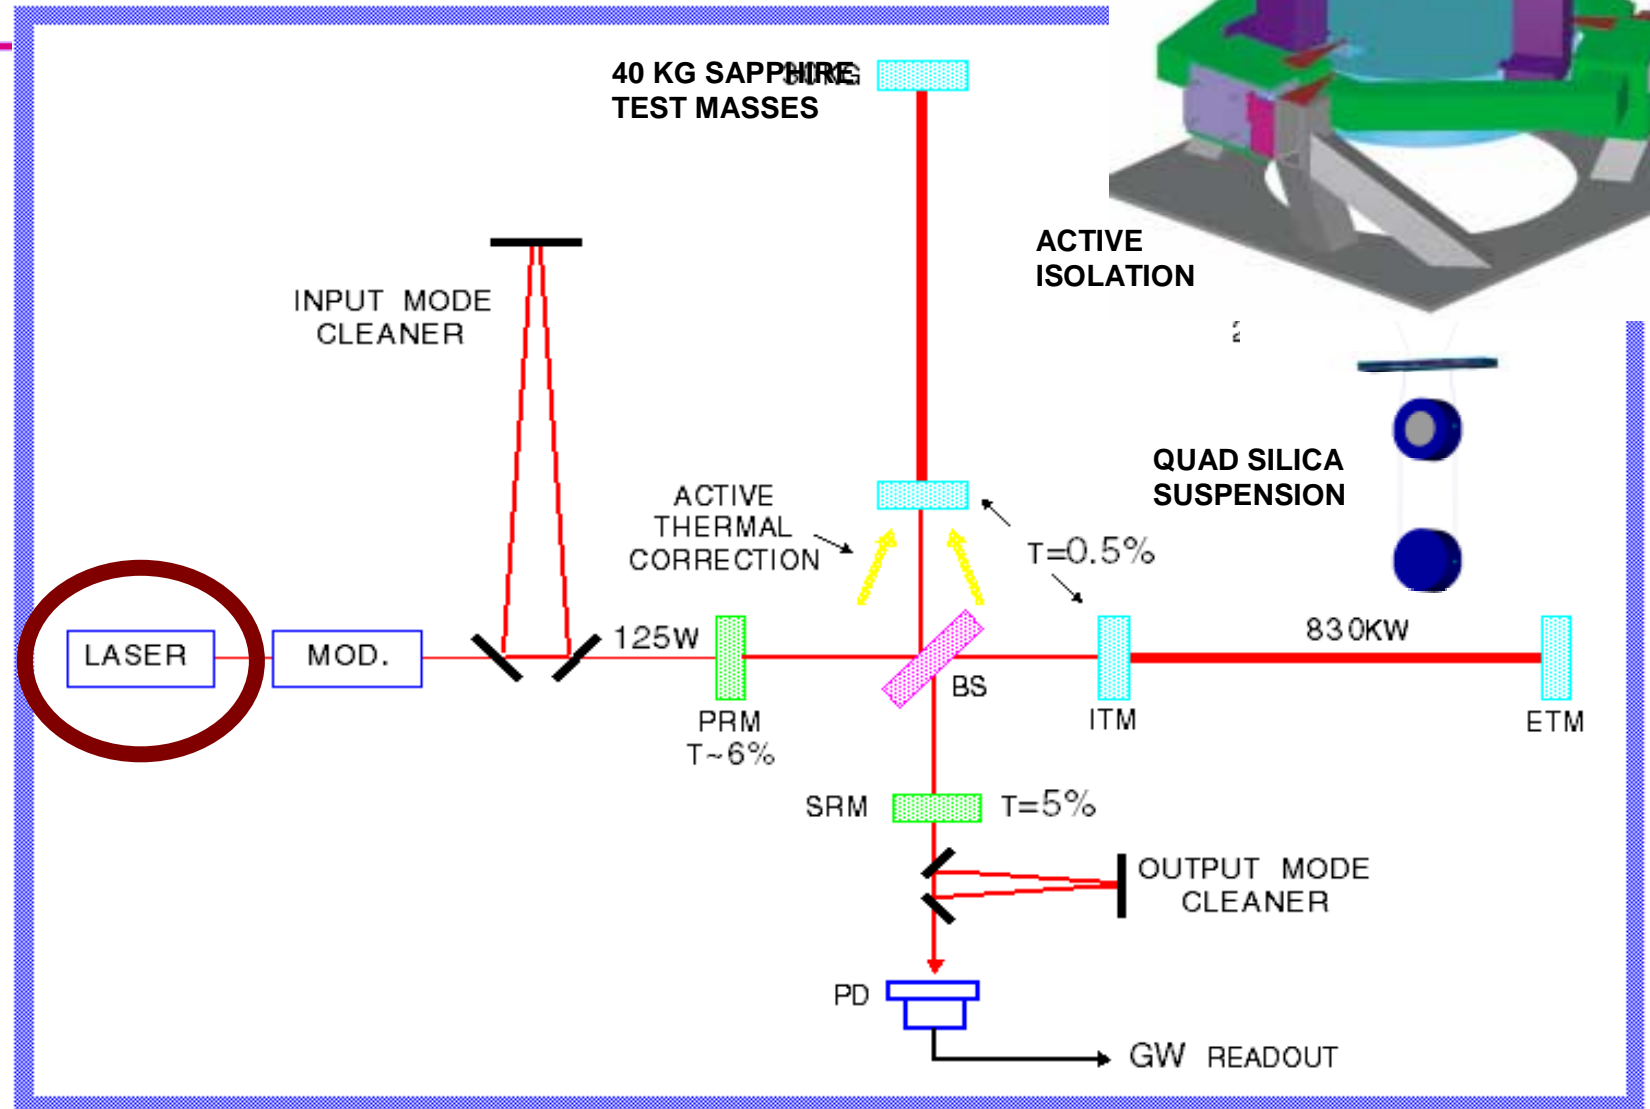 40 KG SAPPHIRE
TEST MASSES
ACTIVE
ISOLATION
INPUT MODE
CLEANER
QUAD SILICA
SUSPENSION
ACTIVE
THERMAL
CORRECTION
T=0.5%
LASER
MOD.
125W
830KW
BS
PRM
T~6%
ITM
ETM
SRM
T=5%
OUTPUT MODE
CLEANER
PD
GW READOUT